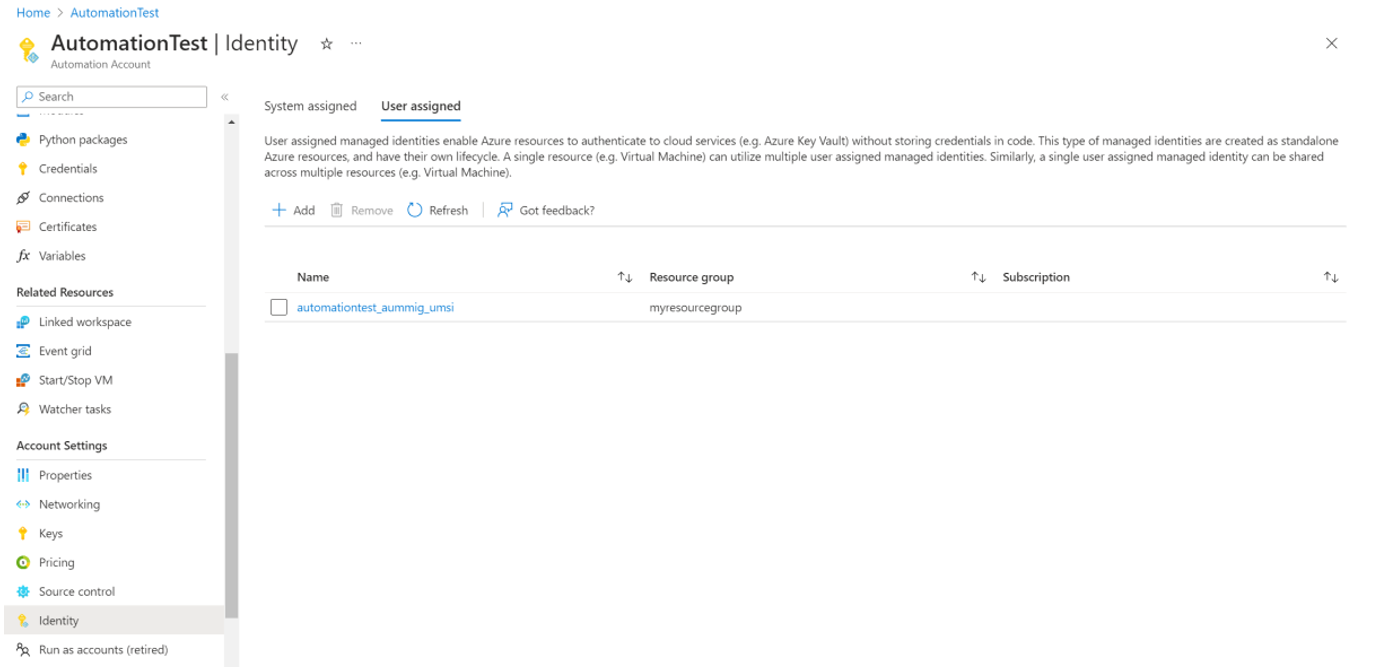 Home > AutomationTest
AutomationTest | Identity
Automation Account
Search
Python packages
Credentials
Connections
Certificates
Variables
Related Resources
Linked workspace
Event grid
Start/Stop VM
Watcher tasks
Account Settings
Properties
Networking
Keys
Pricing
Source control
Identity
Run as accounts (retired)
System assigned User assigned
User assigned managed identities enable Azure resources to authenticate to cloud services (e.g. Azure Key Vault) without storing credentials in code. This type of managed identities are created as standalone
Azure resources, and have their own lifecycle. A single resource (e.g. Virtual Machine) can utilize multiple user assigned managed identities. Similarly, a single user assigned managed identity can be shared
across multiple resources (e.g. Virtual Machine).
Add Remove Refresh Got feedback?
Name Resource group Subscription
automationtest_aummig_umsi myresourcegroup